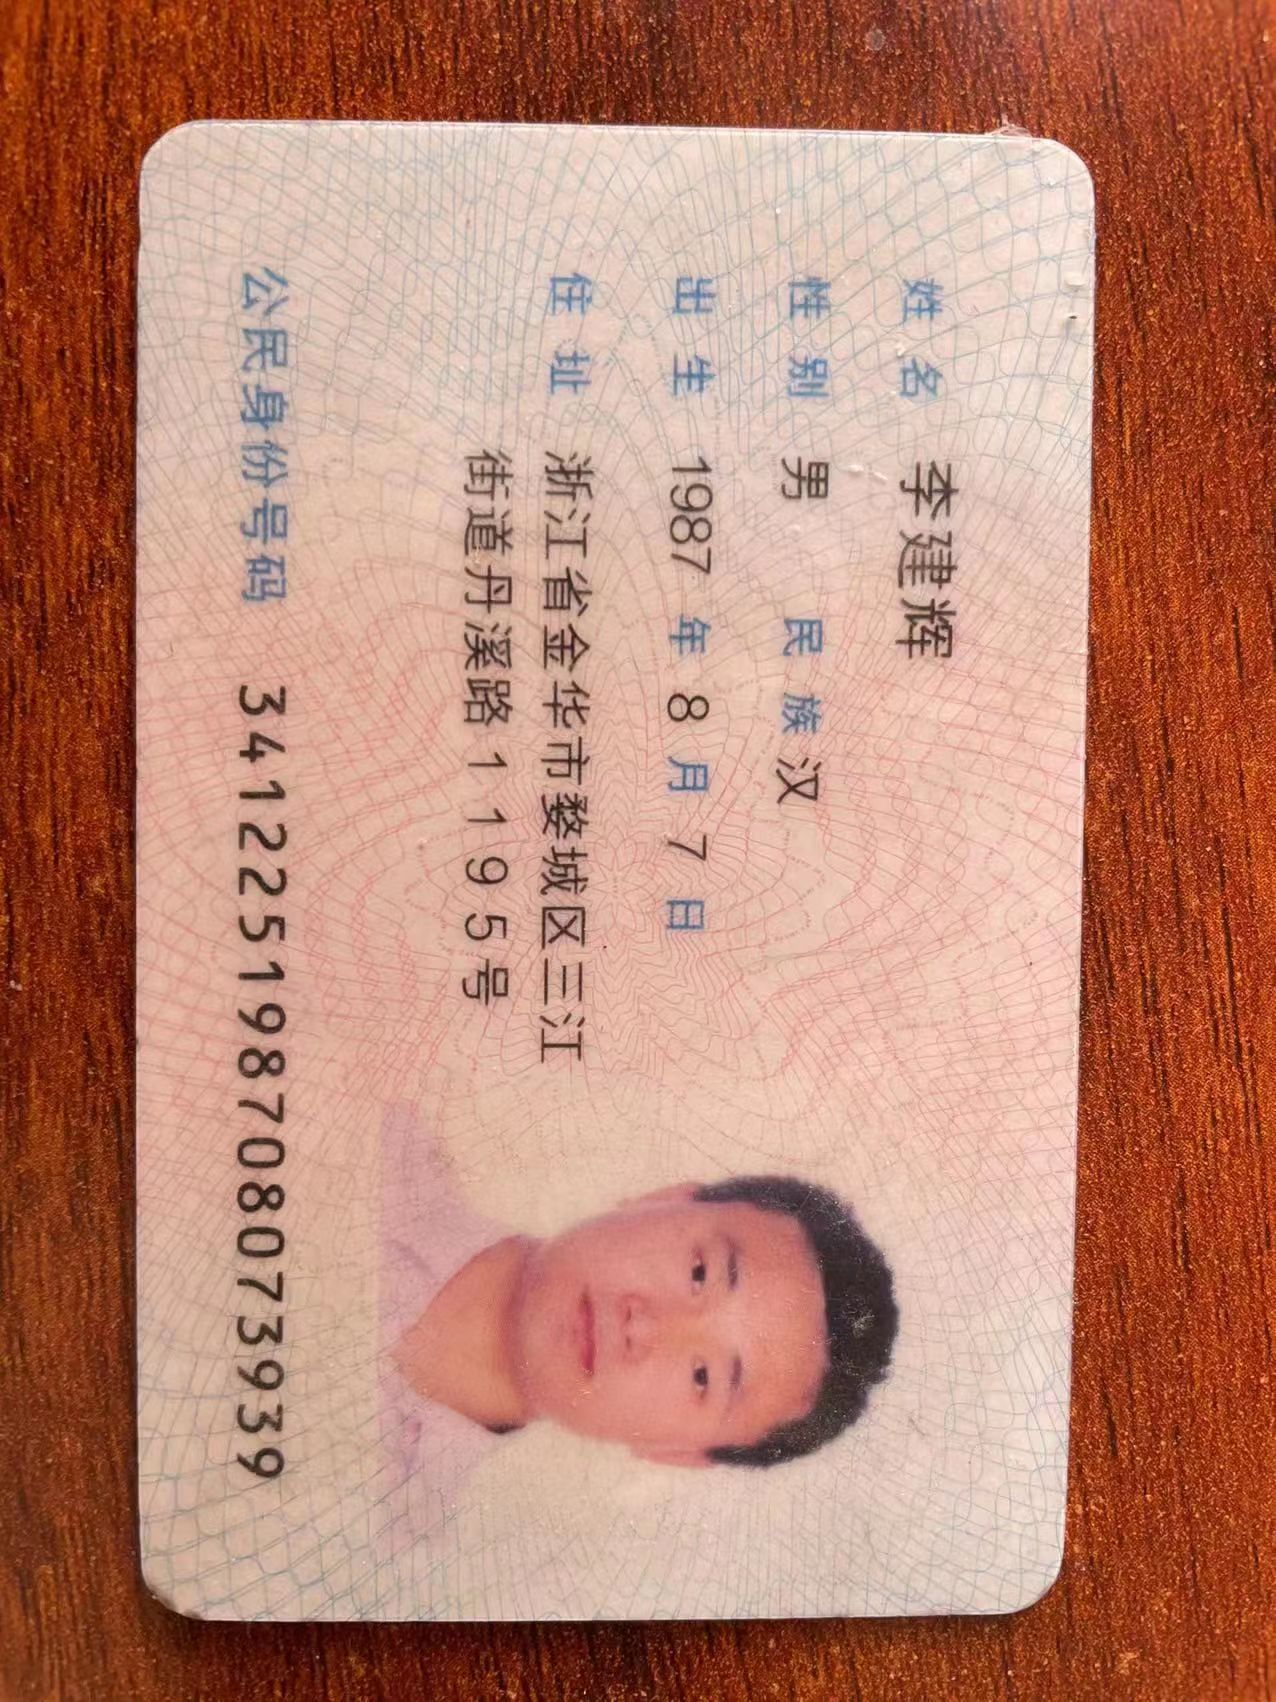 姓名 李建辉
性别 男 民族 汉
出生 1987 年 8 月 7 日
住址 浙江省金华市婺城区三江
街道丹溪路1195号
公民身份号码 341225198708073939